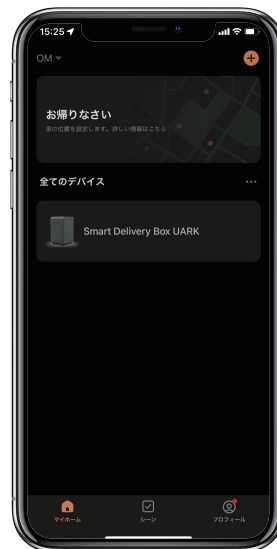 15:25
OM
お帰りなさい
家の位置を設定します。詳しい情報はこちら
全てのデバイス
Smart Delivery Box UARK
マイホーム
シーン
プロフィール